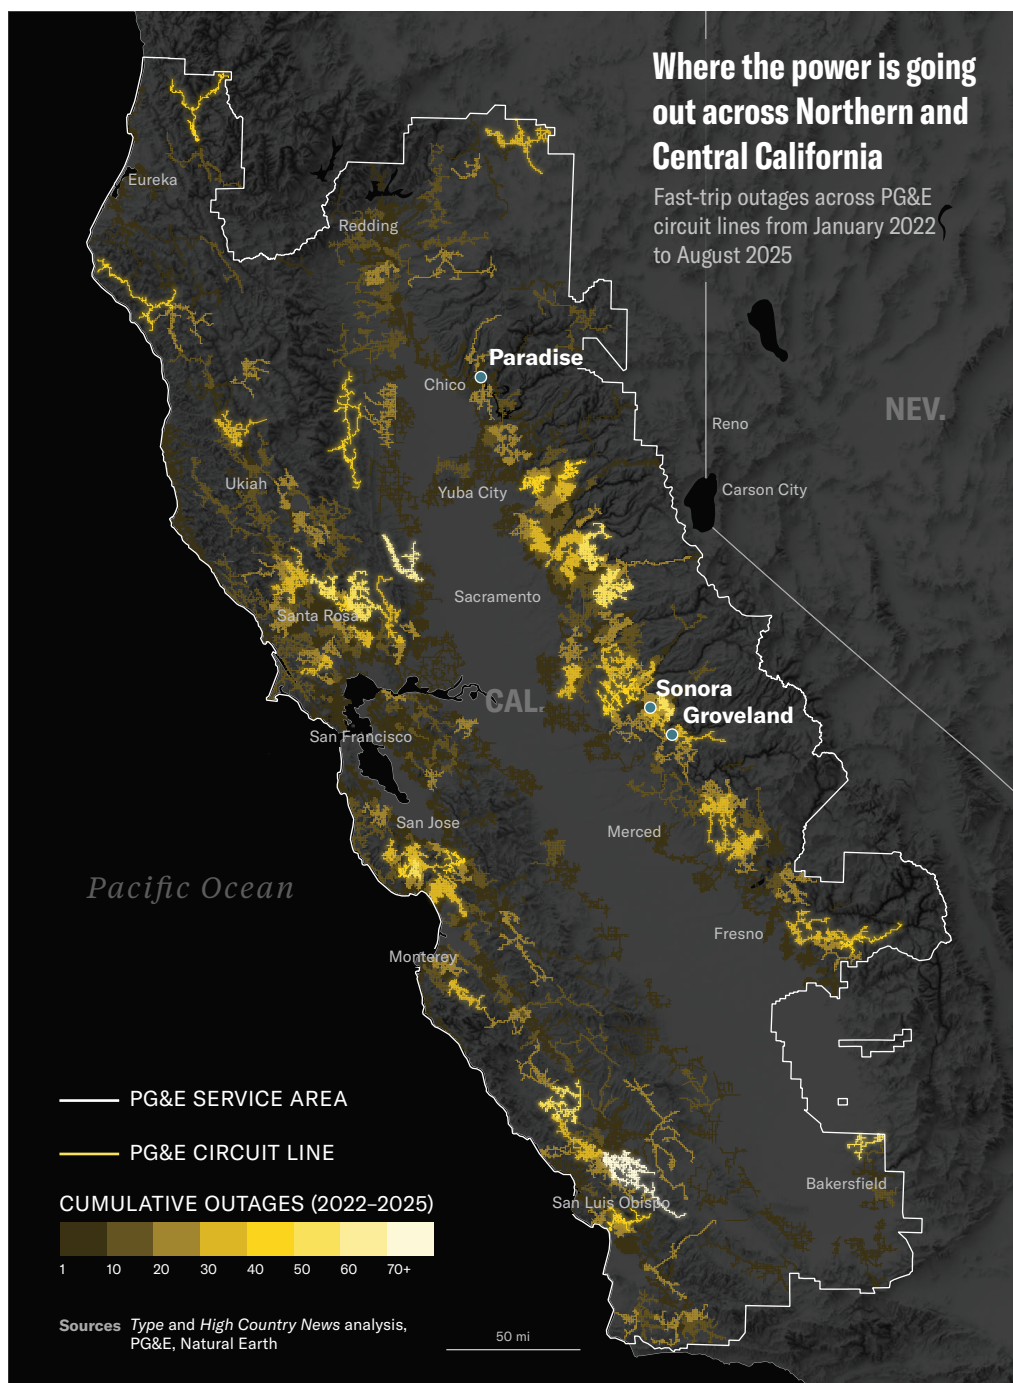 Where the power is going
out across Northern and
Central California
Fast-trip outages across PG&E
circuit lines from January 2022
to August 2025
Eureka
Redding
Paradise
Chico
NEV.
Reno
Ukiah
Yuba City
Carson City
Sacramento
Santa Rosa
Sonora
CAL.
Groveland
San Francisco
San Jose
Merced
Pacific Ocean
Fresno
Monterey
PG&E SERVICE AREA
PG&E CIRCUIT LINE
Bakersfield
San Luis Obispo
CUMULATIVE OUTAGES (2022–2025)
1 10 20 30 40 50 60 70+
Sources Type and High Country News analysis,
PG&E, Natural Earth
50 mi